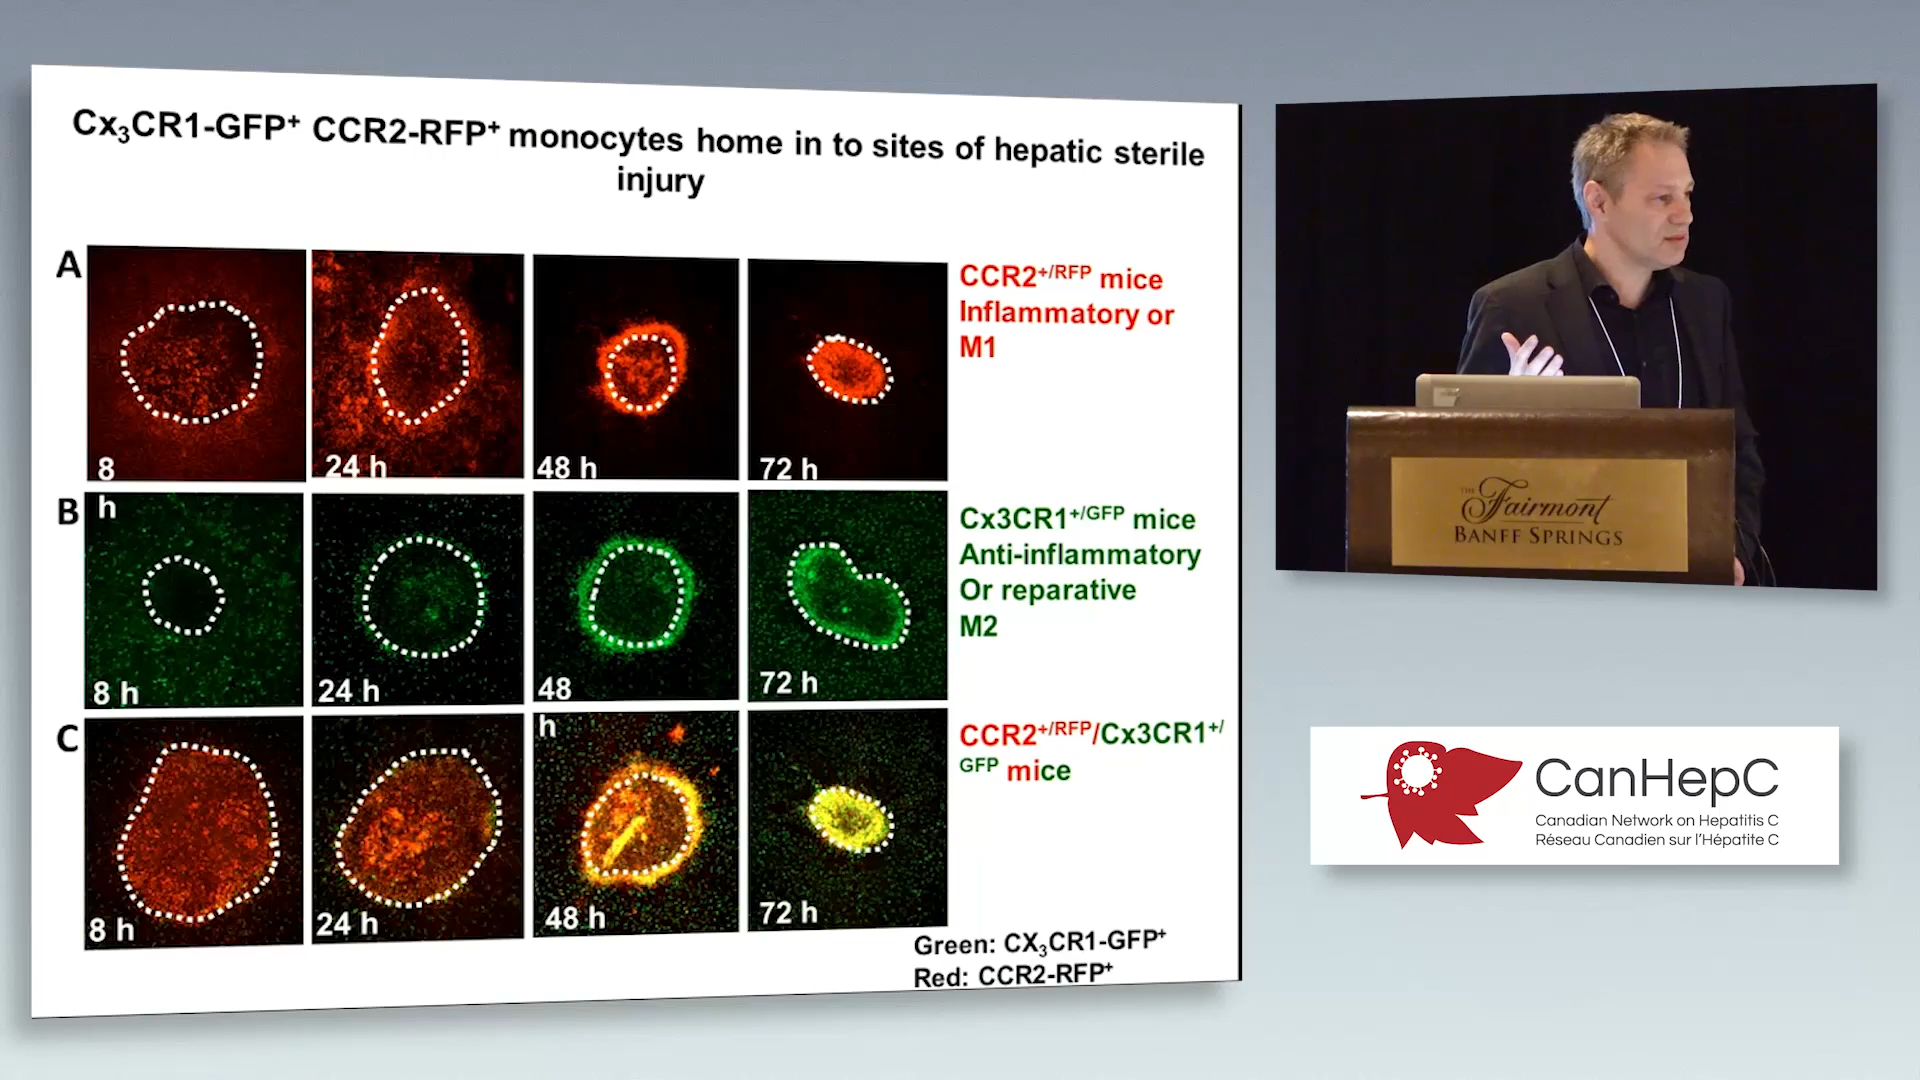 Cx3CR1-GFP+ CCR2-RFP+ monocytes home in to sites of hepatic sterile
injury
A
8
24 h
48 h
72 h
CCR2+/RFP mice
Inflammatory or
M1
B
h
8 h
24 h
48
72 h
Cx3CR1+/GFP mice
Anti-inflammatory
Or reparative
M2
C
8 h
24 h
h
48 h
72 h
CCR2+/RFP/Cx3CR1+/
GFP mice
Green: CX3CR1-GFP+
Red: CCR2-RFP+
THE
Fairmont
BANFF SPRINGS
CanHepC
Canadian Network on Hepatitis C
Réseau Canadien sur l'Hépatite C